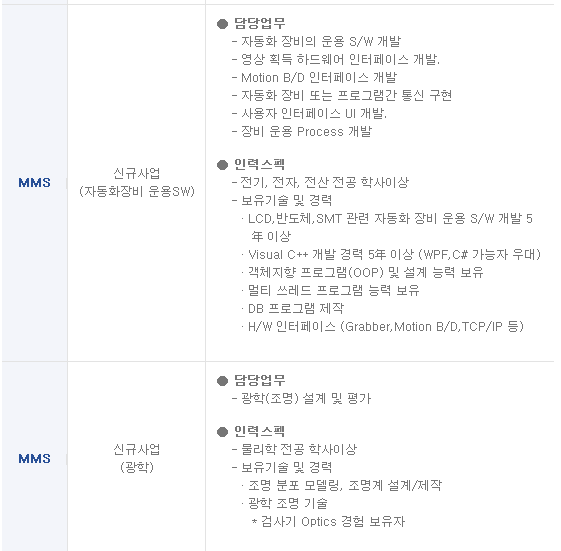 MMS
신규사업
(자동화장비 운용SW)
● 담당업무
- 자동화 장비의 운용 S/W 개발
- 영상 획득 하드웨어 인터페이스 개발.
- Motion B/D 인터페이스 개발
- 자동화 장비 또는 프로그램간 통신 구현
- 사용자 인터페이스 UI 개발.
- 장비 운용 Process 개발
● 인력스펙
- 전기, 전자, 전산 전공 학사이상
- 보유기술 및 경력
· LCD,반도체,SMT 관련 자동화 장비 운용 S/W 개발 5
년 이상
· Visual C++ 개발 경력 5년 이상 (WPF,C# 가능자 우대)
· 객체지향 프로그램(OOP) 및 설계 능력 보유
· 멀티 쓰레드 프로그램 능력 보유
· DB 프로그램 제작
· H/W 인터페이스 (Grabber,Motion B/D,TCP/IP 등)
MMS
신규사업
(광학)
● 담당업무
- 광학(조명) 설계 및 평가
● 인력스펙
- 물리학 전공 학사이상
- 보유기술 및 경력
· 조명 분포 모델링, 조명계 설계/제작
· 광학 조명 기술
* 검사기 Optics 경험 보유자